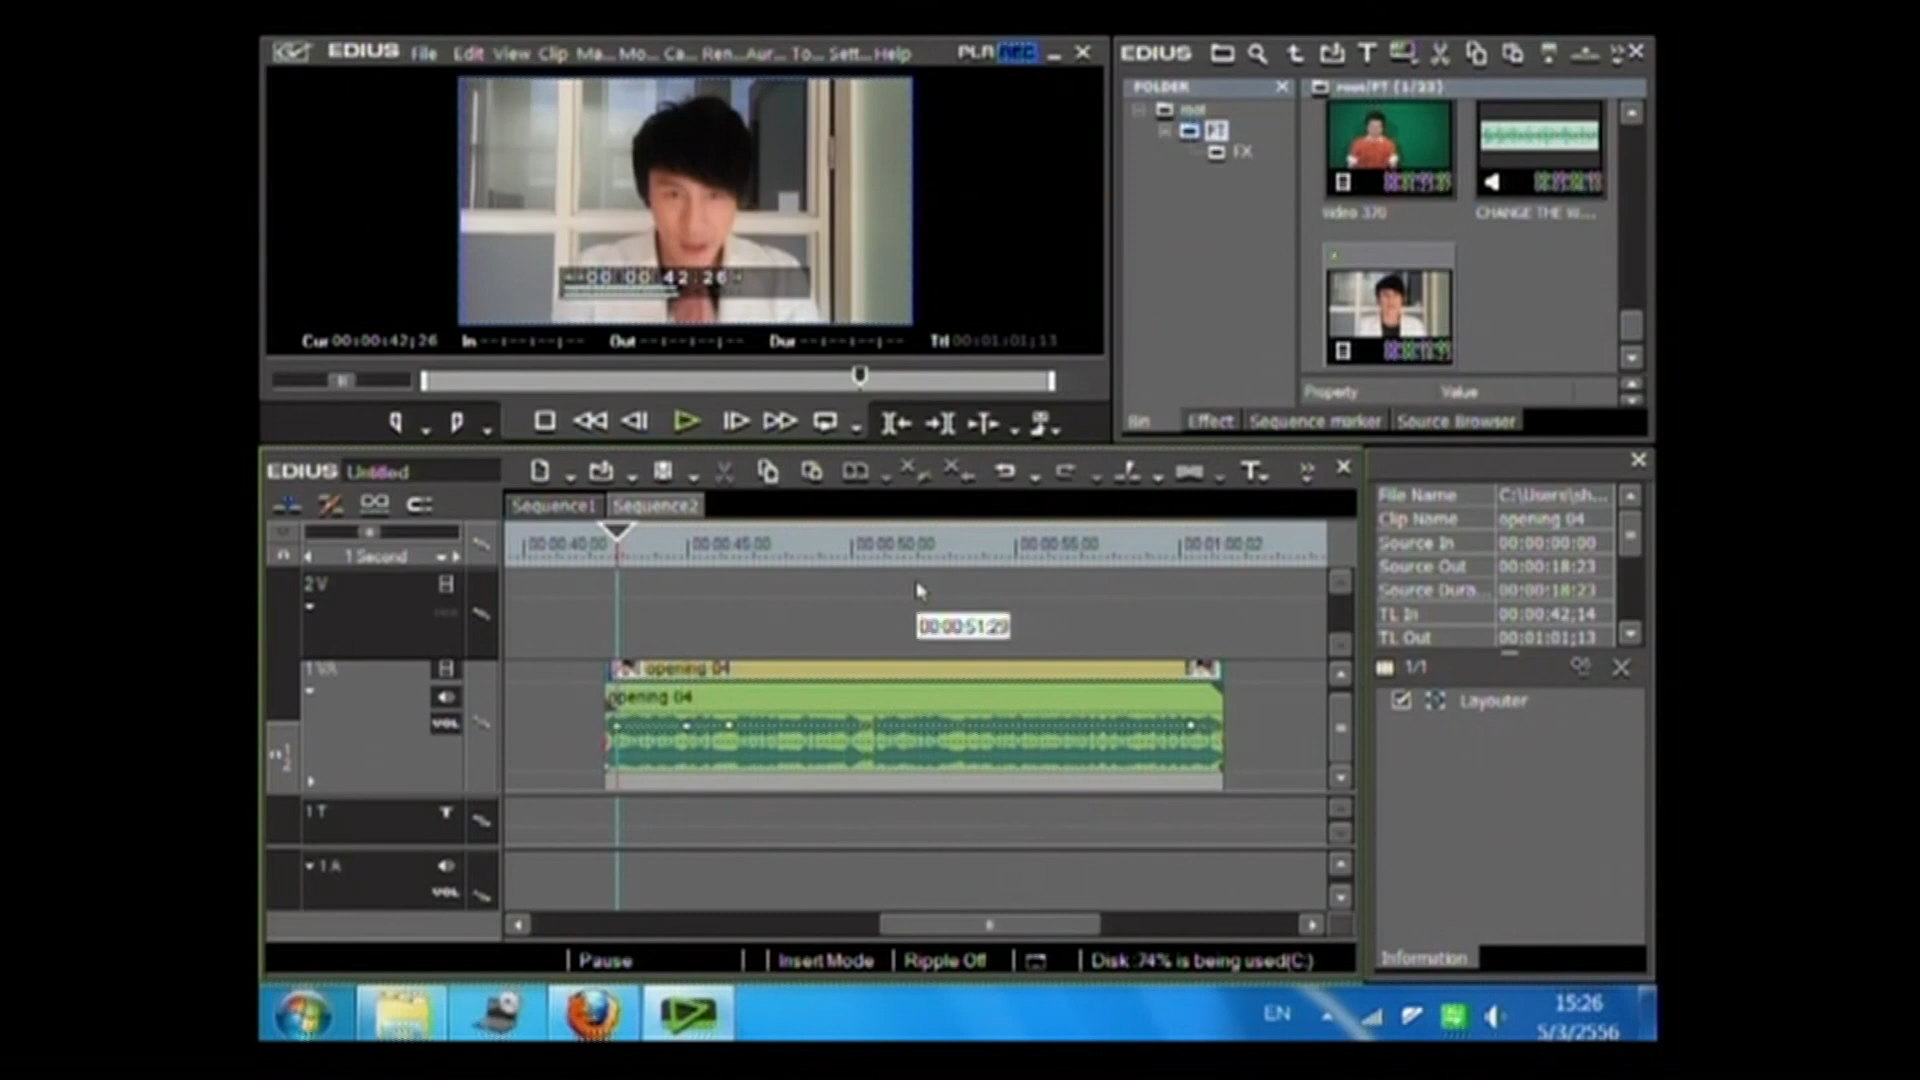 EDIUS File Edit View Clip Ma... Mo... Ca... Ren...Aur... To... Sett... Help PLR REC
00:00:42:26
Cur 00:00:42;26 In --:--:--:-- Out --:--:--:-- Dur --:--:--:-- Ttl 00:01:01;13
EDIUS
FOLDER
root/FT (1/23)
root
FT
FX
video 370
CHANGE THE W...
Property Value
Bin Effect Sequence marker Source Browser
EDIUS Untitled
Sequence1 Sequence2
1 Second
00:00:40;00 00:00:45;00 00:00:50;00 00:00:55;00 00:01:00;02
2 V
00:00:51;29
1 VA
opening 04
opening 04
VOL
1 T
1 A
VOL
Pause Insert Mode Ripple Off Disk :74% is being used(C:)
File Name C:\Users\sh...
Clip Name opening 04
Source In 00:00:00:00
Source Out 00:00:18:23
Source Dura... 00:00:18:23
TL In 00:00:42;14
TL Out 00:01:01;13
1/1
Layouter
Information
EN
15:26
5/3/2556